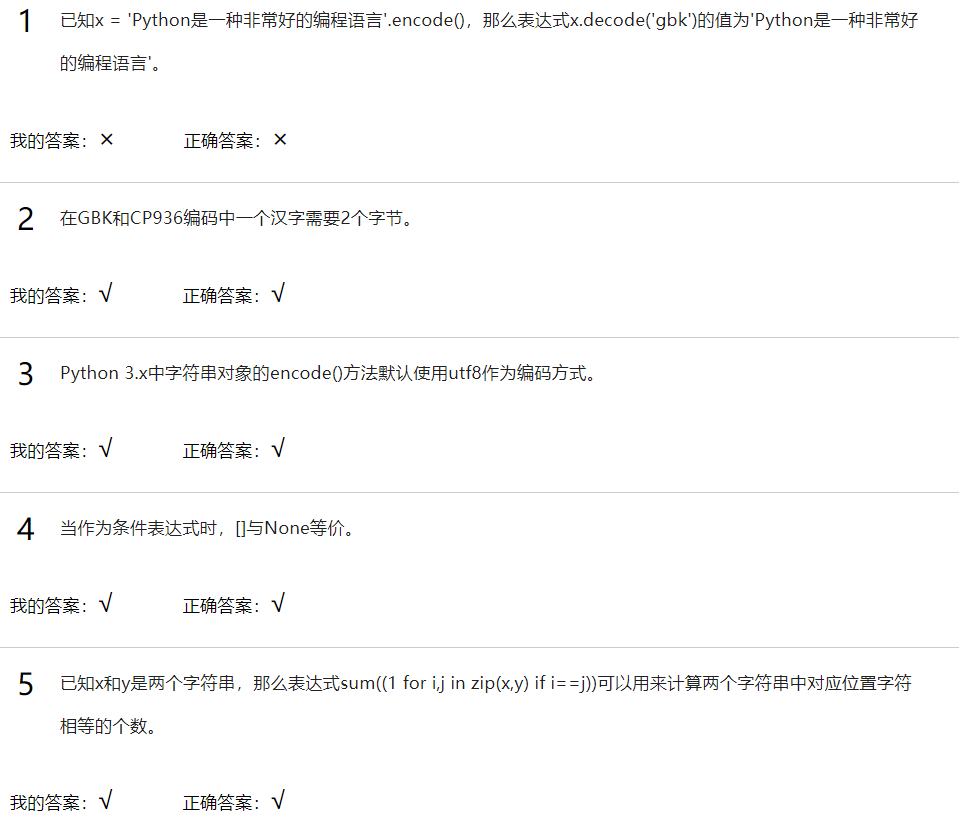 1 已知x = 'Python是一种非常好的编程语言'.encode()，那么表达式x.decode('gbk')的值为'Python是一种非常好
的编程语言'。
我的答案：× 正确答案：×
2 在GBK和CP936编码中一个汉字需要2个字节。
我的答案：√ 正确答案：√
3 Python 3.x中字符串对象的encode()方法默认使用utf8作为编码方式。
我的答案：√ 正确答案：√
4 当作为条件表达式时，[]与None等价。
我的答案：√ 正确答案：√
5 已知x和y是两个字符串，那么表达式sum((1 for i,j in zip(x,y) if i==j))可以用来计算两个字符串中对应位置字符
相等的个数。
我的答案：√ 正确答案：√